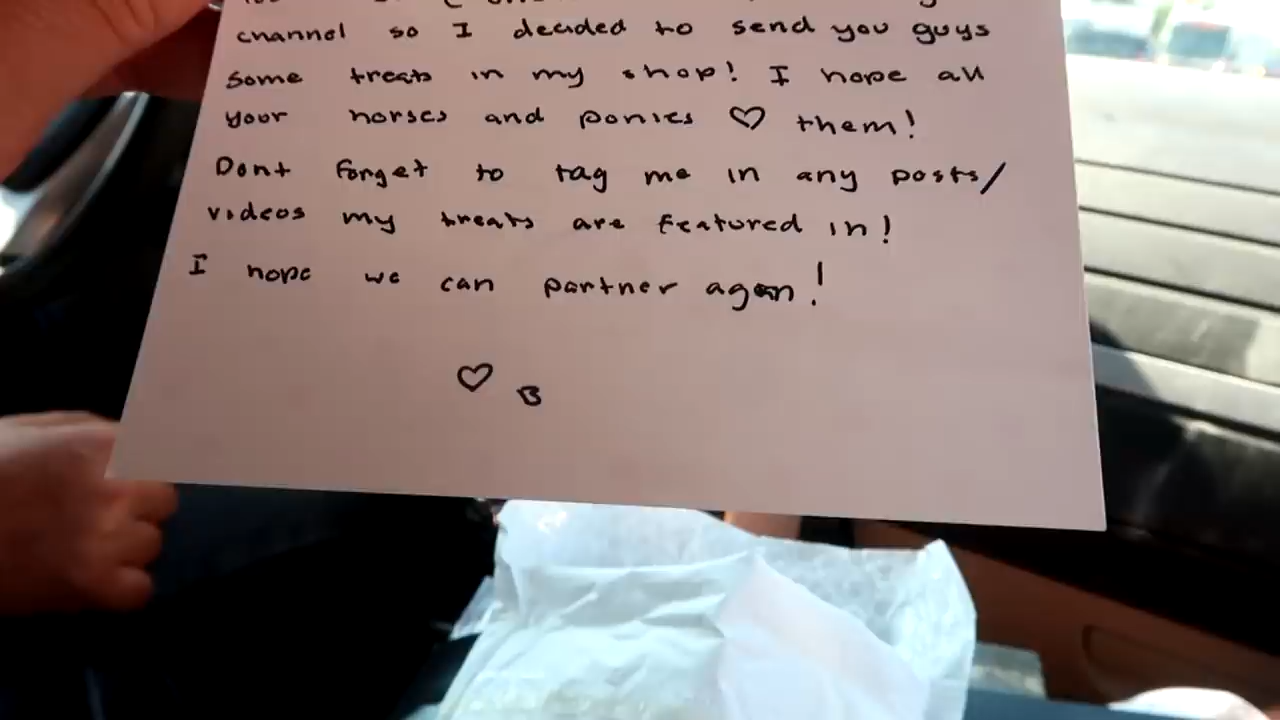 channel so I decided to send you guys
some treats in my shop! I hope all
your horses and ponies ♡ them!
Dont forget to tag me in any posts/
videos my treats are featured in!
I hope we can partner again!
♡ B